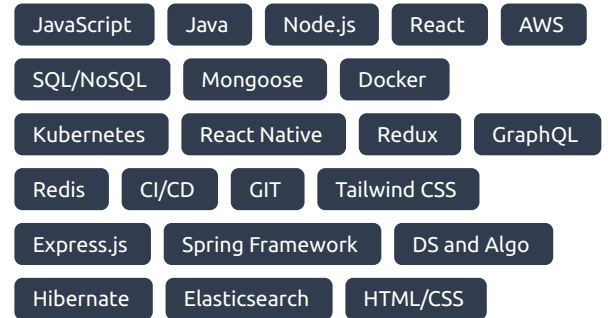 JavaScript Java Node.js React AWS
SQL/NoSQL Mongoose Docker
Kubernetes React Native Redux GraphQL
Redis CI/CD GIT Tailwind CSS
Express.js Spring Framework DS and Algo
Hibernate Elasticsearch HTML/CSS